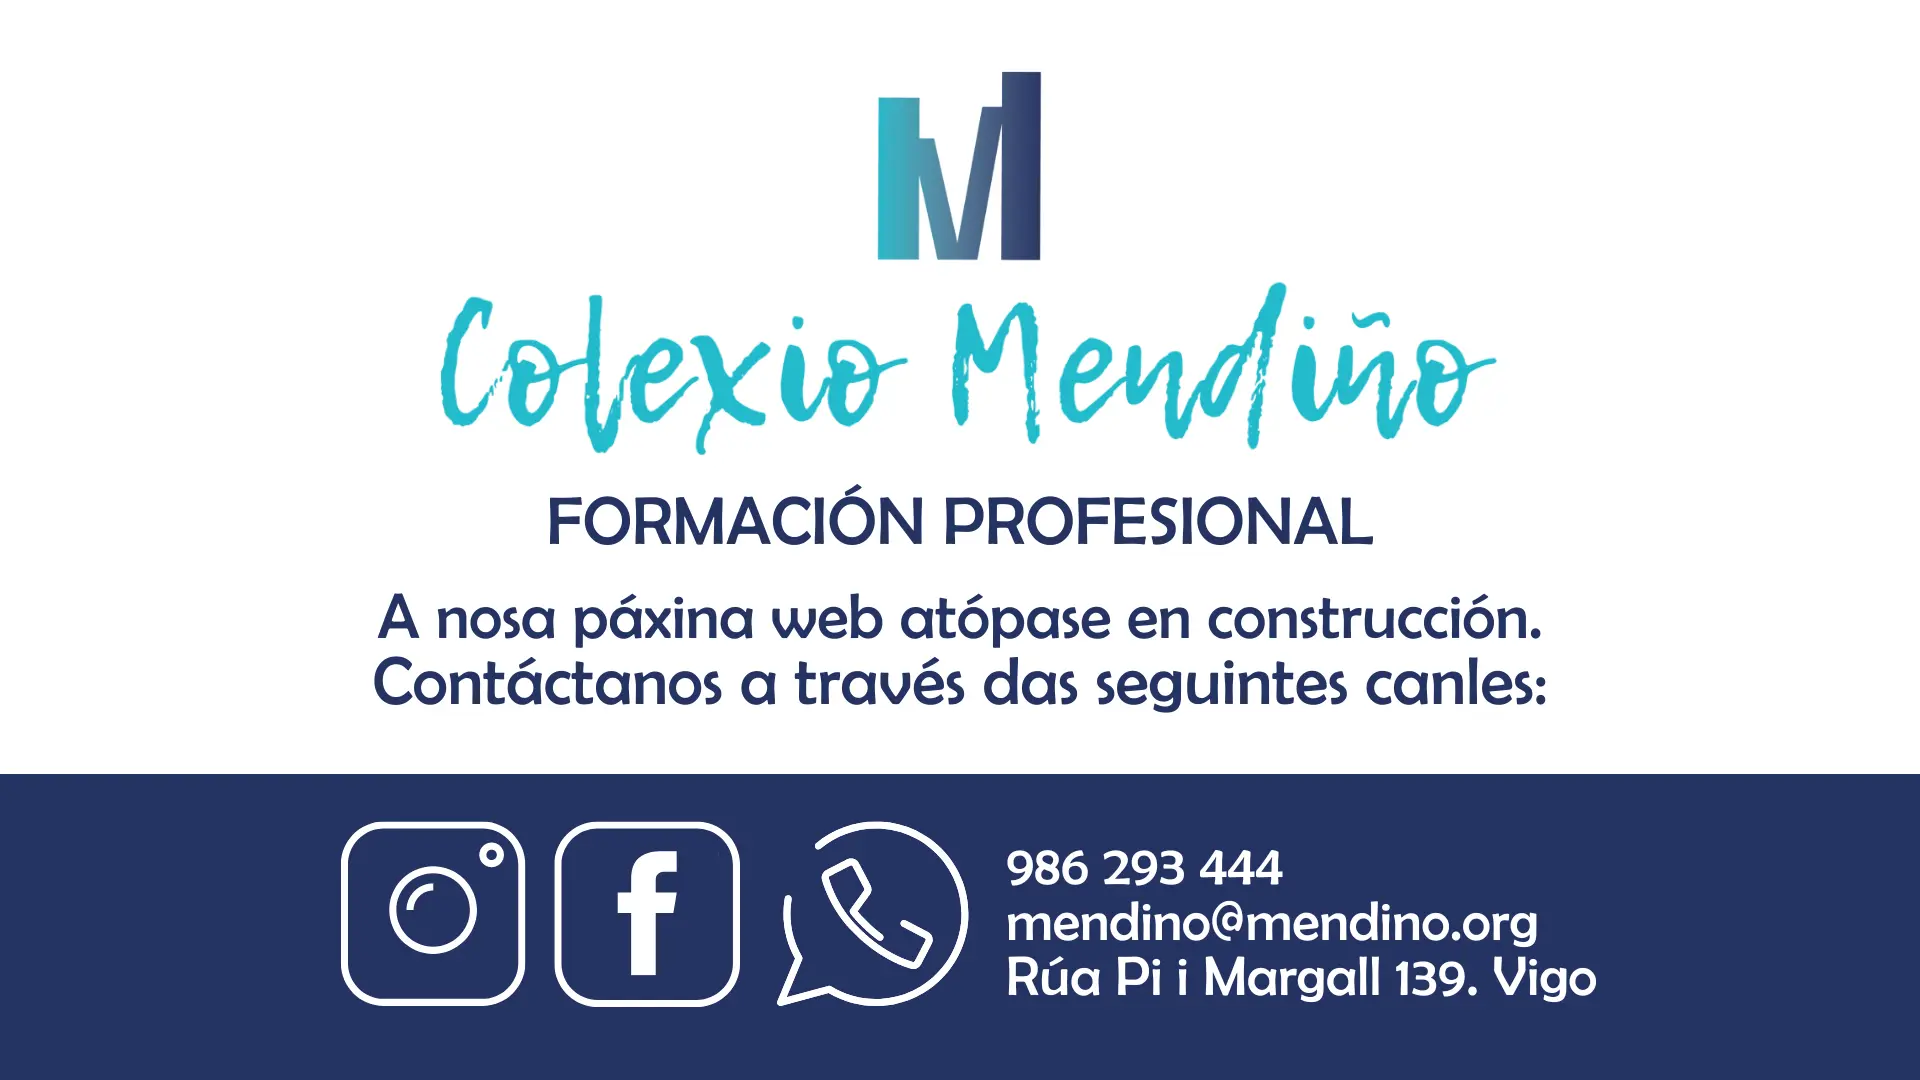 M
Colexio Mendiño
FORMACIÓN PROFESIONAL
A nosa páxina web atópase en construcción.
Contáctanos a través das seguintes canles:
986 293 444
mendino@mendino.org
Rúa Pi i Margall 139. Vigo